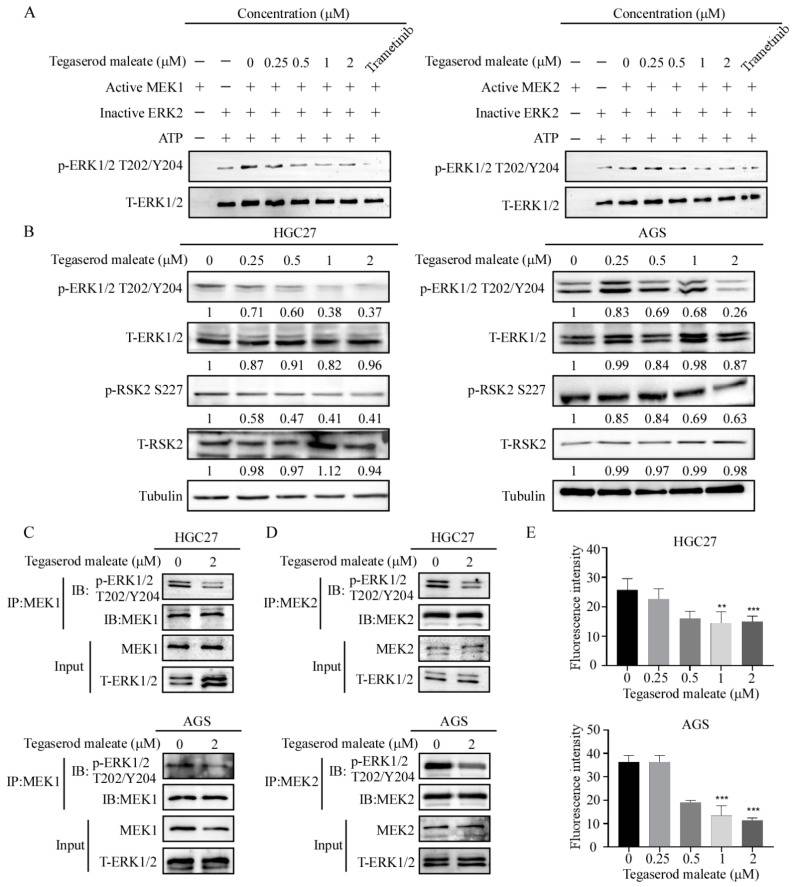 A
Concentration (μM)
Tegaserod maleate (μM) − − 0 0.25 0.5 1 2 Trametinib
Active MEK1 + − + + + + + +
Inactive ERK2 − + + + + + + +
ATP − + + + + + + +
p-ERK1/2 T202/Y204
T-ERK1/2
Concentration (μM)
Tegaserod maleate (μM) − − 0 0.25 0.5 1 2 Trametinib
Active MEK2 + − + + + + + +
Inactive ERK2 − + + + + + + +
ATP − + + + + + + +
p-ERK1/2 T202/Y204
T-ERK1/2
B
HGC27
Tegaserod maleate (μM) 0 0.25 0.5 1 2
p-ERK1/2 T202/Y204
1 0.71 0.60 0.38 0.37
T-ERK1/2
1 0.87 0.91 0.82 0.96
p-RSK2 S227
1 0.58 0.47 0.41 0.41
T-RSK2
1 0.98 0.97 1.12 0.94
Tubulin
AGS
Tegaserod maleate (μM) 0 0.25 0.5 1 2
p-ERK1/2 T202/Y204
1 0.83 0.69 0.68 0.26
T-ERK1/2
1 0.99 0.84 0.98 0.87
p-RSK2 S227
1 0.85 0.84 0.69 0.63
T-RSK2
1 0.99 0.97 0.99 0.98
Tubulin
C
HGC27
Tegaserod maleate (μM) 0 2
IP:MEK1
IB: p-ERK1/2
T202/Y204
IB:MEK1
Input
MEK1
T-ERK1/2
AGS
Tegaserod maleate (μM) 0 2
IP:MEK1
IB: p-ERK1/2
T202/Y204
IB:MEK1
Input
MEK1
T-ERK1/2
D
HGC27
Tegaserod maleate (μM) 0 2
IP:MEK2
IB: p-ERK1/2
T202/Y204
IB:MEK2
Input
MEK2
T-ERK1/2
AGS
Tegaserod maleate (μM) 0 2
IP:MEK2
IB: p-ERK1/2
T202/Y204
IB:MEK2
Input
MEK2
T-ERK1/2
E
HGC27
Fluorescence intensity
40
30
20
10
0
** ***
0 0.25 0.5 1 2
Tegaserod maleate (μM)
AGS
Fluorescence intensity
50
40
30
20
10
0
*** ***
0 0.25 0.5 1 2
Tegaserod maleate (μM)